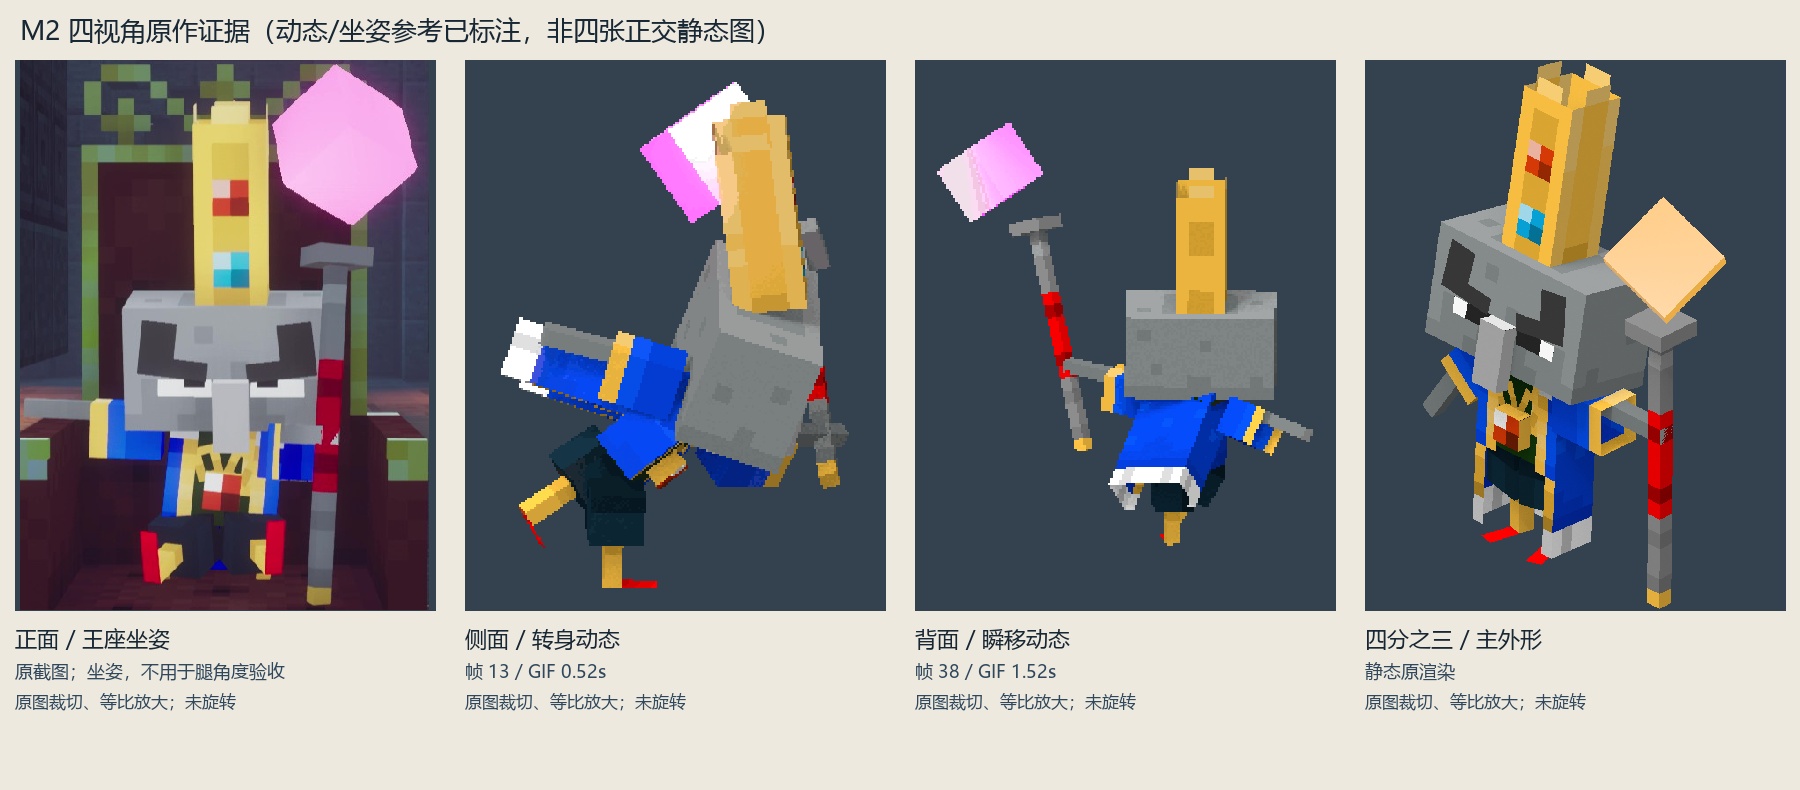 M2 四视角原作证据（动态/坐姿参考已标注，非四张正交静态图）
正面 / 王座坐姿
原截图；坐姿，不用于腿角度验收
原图裁切、等比放大；未旋转
侧面 / 转身动态
帧 13 / GIF 0.52s
原图裁切、等比放大；未旋转
背面 / 瞬移动态
帧 38 / GIF 1.52s
原图裁切、等比放大；未旋转
四分之三 / 主外形
静态原渲染
原图裁切、等比放大；未旋转